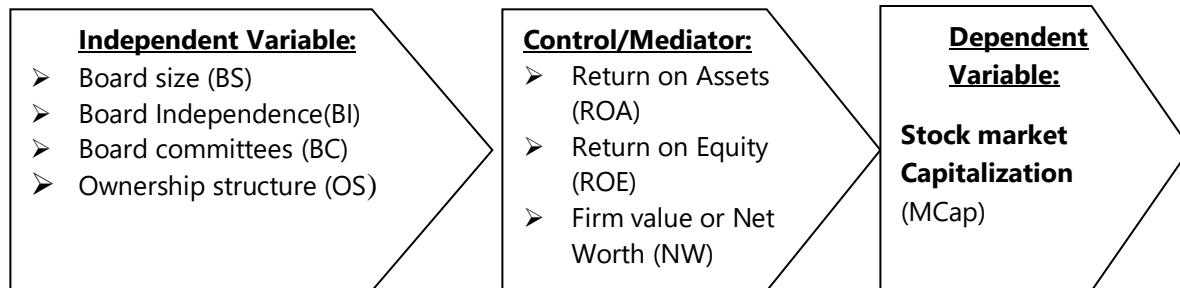 Independent Variable:
➢ Board size (BS)
➢ Board Independence(BI)
➢ Board committees (BC)
➢ Ownership structure (OS)
Control/Mediator:
➢ Return on Assets
(ROA)
➢ Return on Equity
(ROE)
➢ Firm value or Net
Worth (NW)
Dependent
Variable:
Stock market
Capitalization
(MCap)